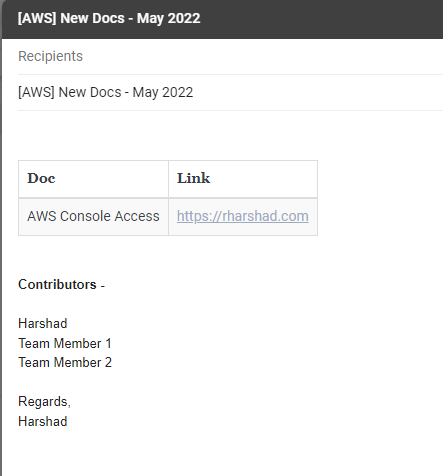 [AWS] New Docs - May 2022
Recipients
[AWS] New Docs - May 2022
Doc Link
AWS Console Access https://rharshad.com
Contributors -
Harshad
Team Member 1
Team Member 2
Regards,
Harshad